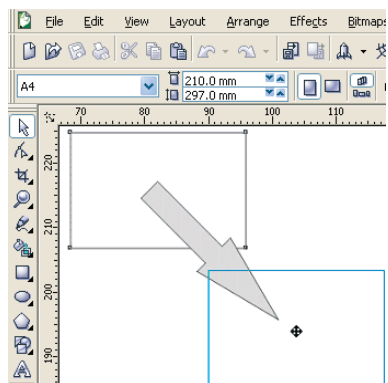 File Edit View Layout Arrange Effects Bitmaps
A4 210.0 mm
297.0 mm
70 80 90 100 110
220
210
200
190